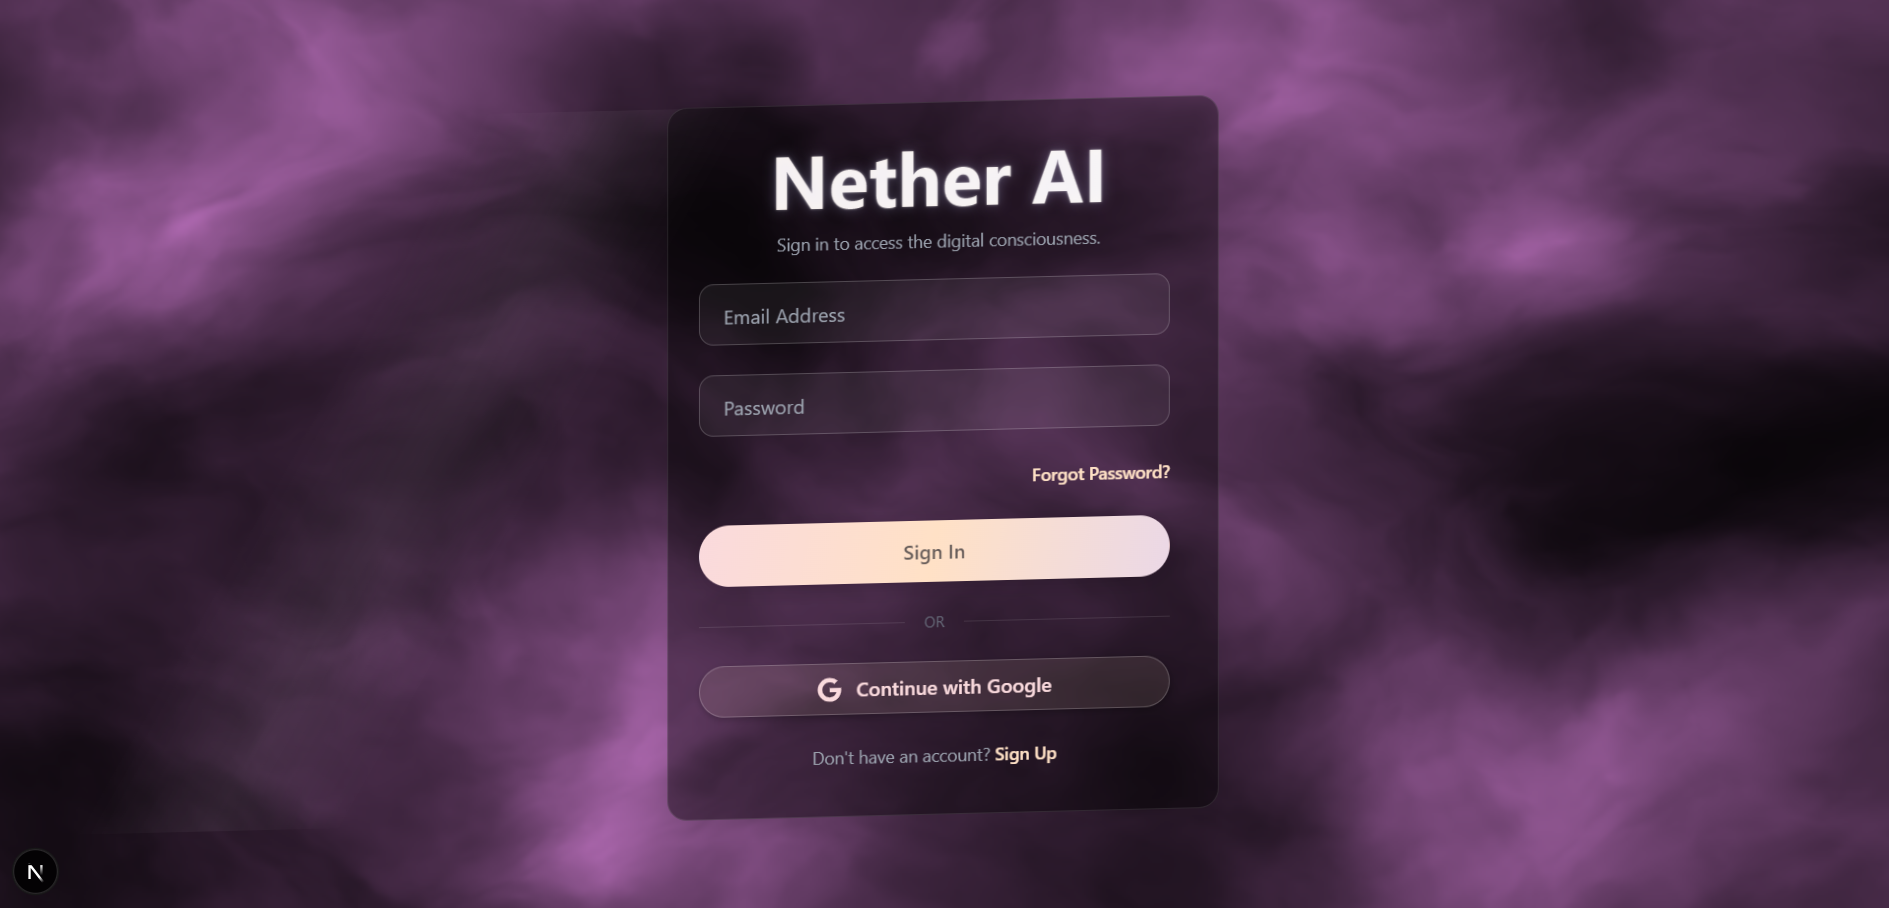 Nether AI
Sign in to access the digital consciousness.
Email Address
Password
Forgot Password?
Sign In
OR
G Continue with Google
Don't have an account? Sign Up
N